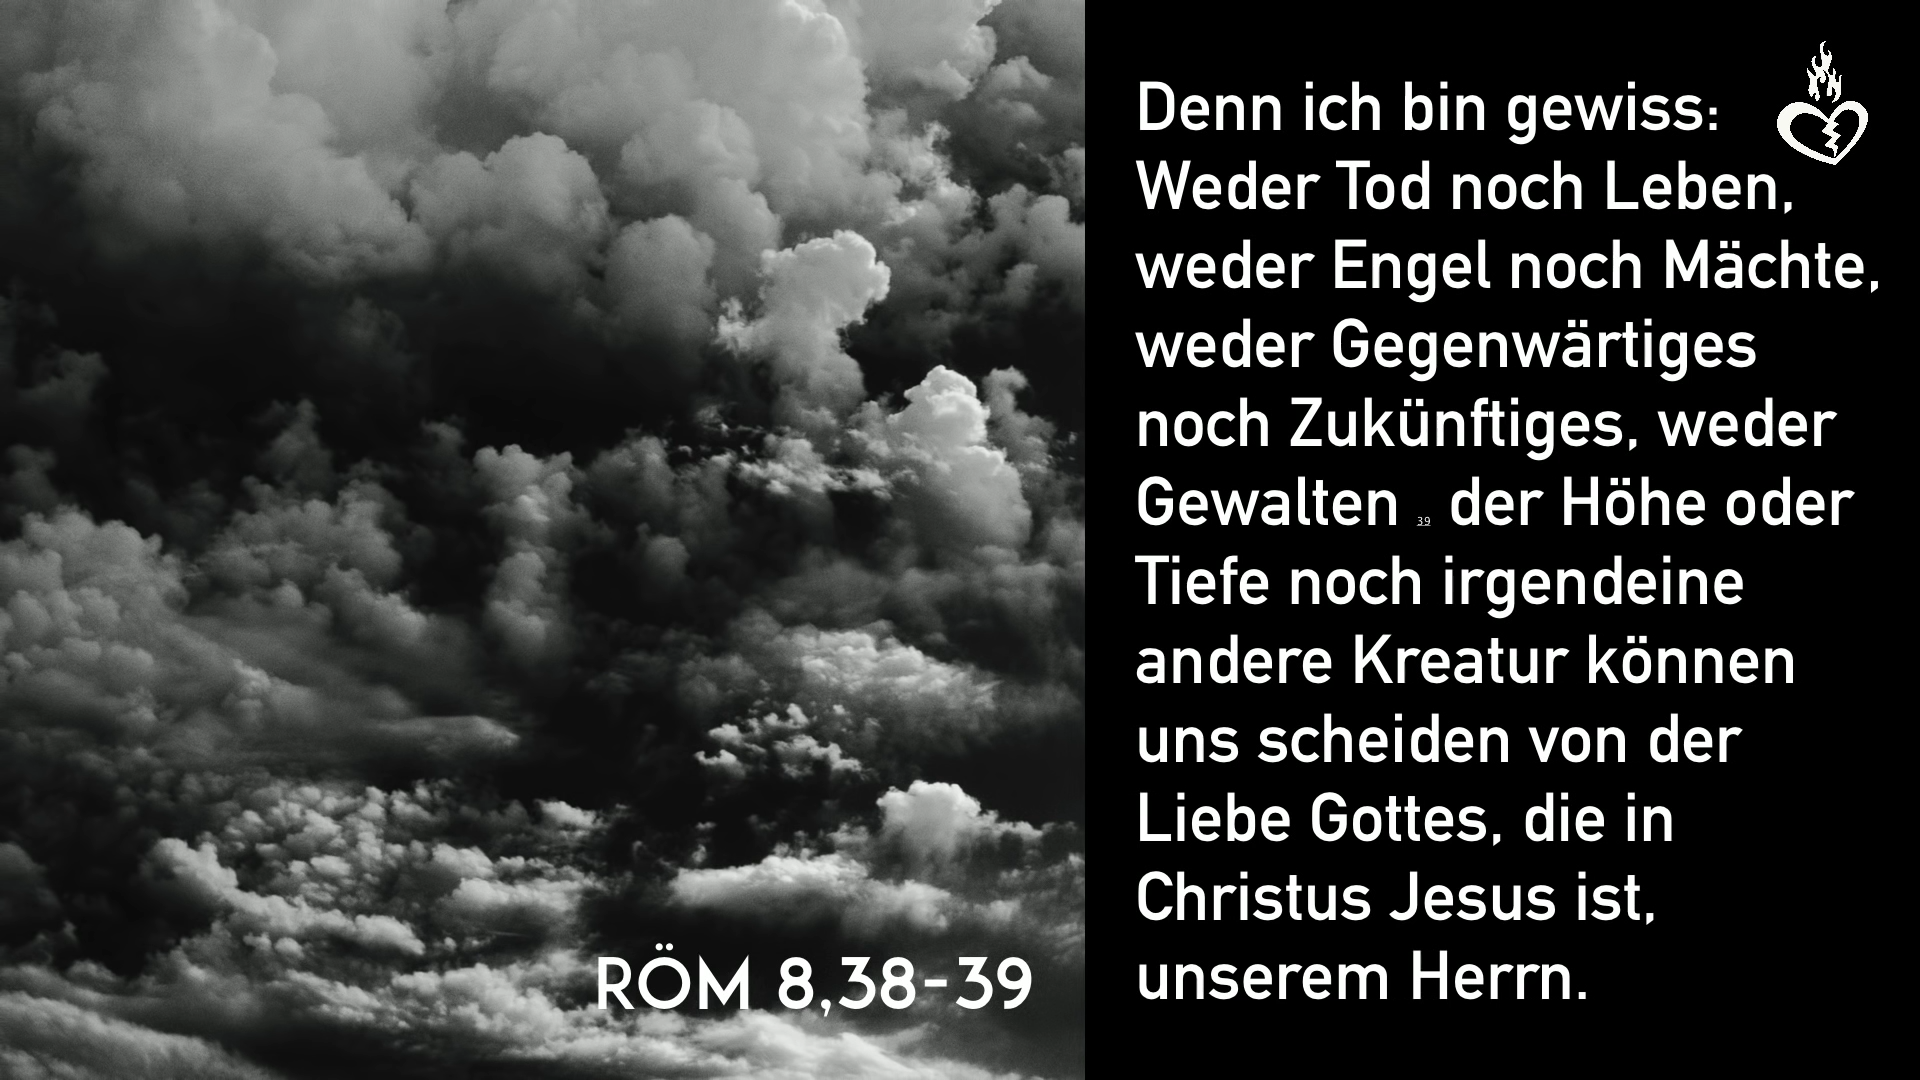 Denn ich bin gewiss:
Weder Tod noch Leben,
weder Engel noch Mächte,
weder Gegenwärtiges
noch Zukünftiges, weder
Gewalten 39 der Höhe oder
Tiefe noch irgendeine
andere Kreatur können
uns scheiden von der
Liebe Gottes, die in
Christus Jesus ist,
unserem Herrn.
RÖM 8,38-39